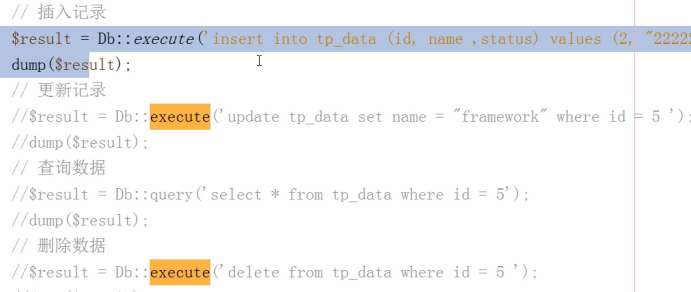 // 插入记录
$result = Db::execute('insert into tp_data (id, name ,status) values (2, "2222
dump($result);
// 更新记录
//$result = Db::execute('update tp_data set name = "framework" where id = 5 ');
//dump($result);
// 查询数据
//$result = Db::query('select * from tp_data where id = 5');
//dump($result);
// 删除数据
//$result = Db::execute('delete from tp_data where id = 5 ');